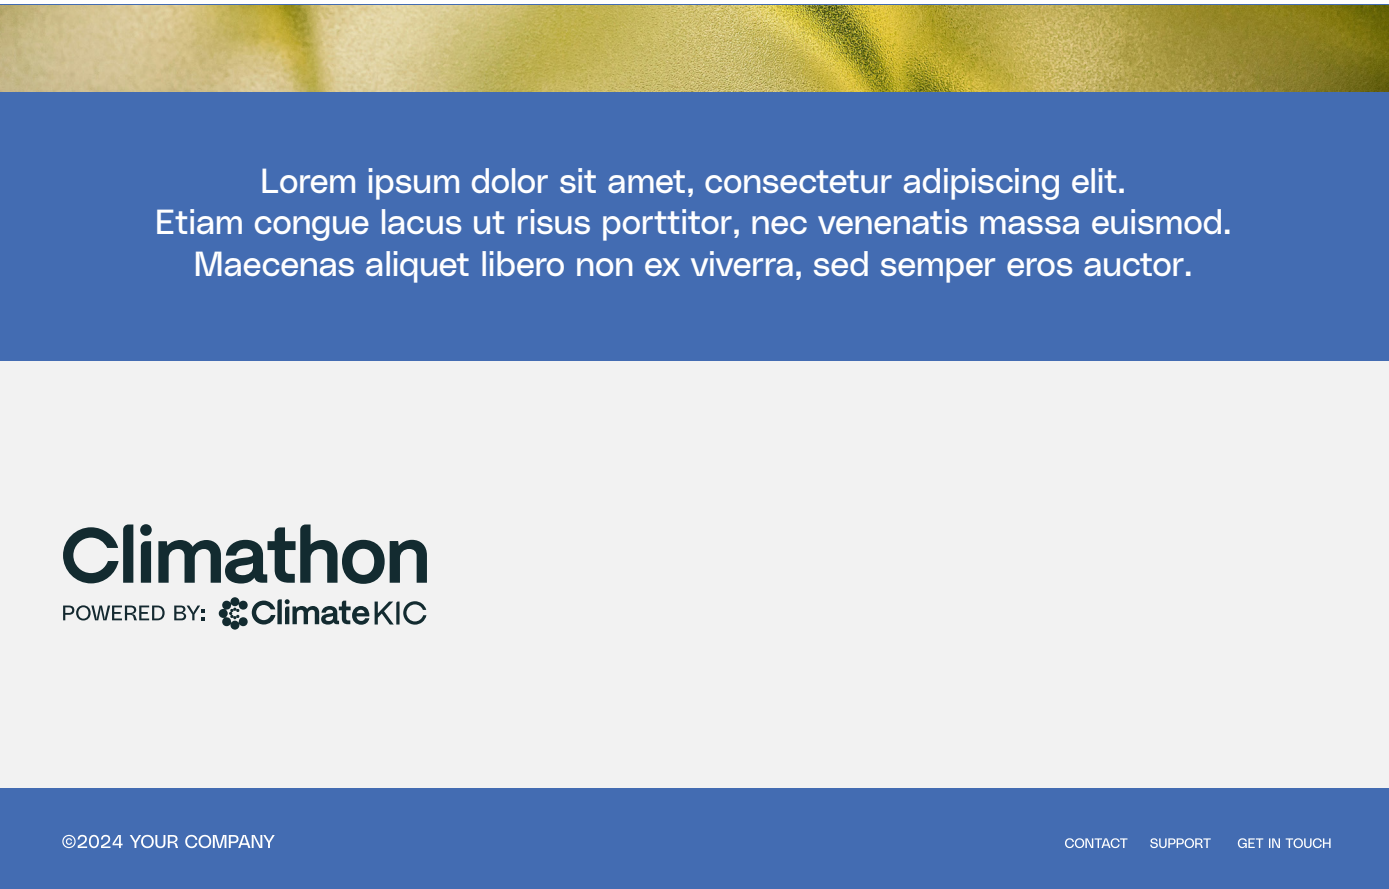 Lorem ipsum dolor sit amet, consectetur adipiscing elit.
Etiam congue lacus ut risus porttitor, nec venenatis massa euismod.
Maecenas aliquet libero non ex viverra, sed semper eros auctor.
Climathon
POWERED BY: Climate KIC
©2024 YOUR COMPANY
CONTACT SUPPORT GET IN TOUCH